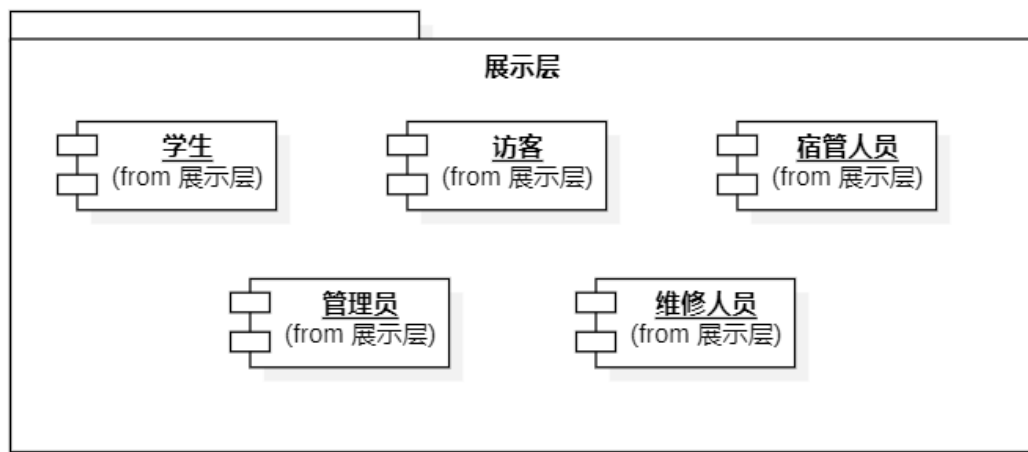 展示层
学生
(from 展示层)
访客
(from 展示层)
宿管人员
(from 展示层)
管理员
(from 展示层)
维修人员
(from 展示层)